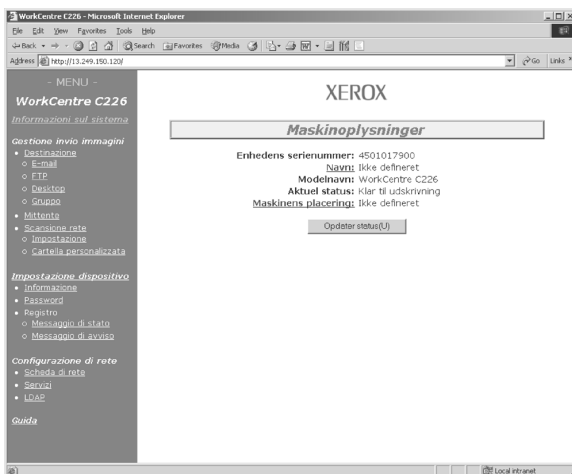 WorkCentre C226 - Microsoft Internet Explorer
File Edit View Favorites Tools Help
Back Search Favorites Media
Address http://13.249.150.120/ Go Links »
- MENU -
WorkCentre C226
Informazioni sul sistema
Gestione invio immagini
Destinazione
E-mail
FTP
Desktop
Gruppo
Mittente
Scansione rete
Impostazione
Cartella personalizzata
Impostazione dispositivo
Informazione
Password
Registro
Messaggio di stato
Messaggio di avviso
Configurazione di rete
Scheda di rete
Servizi
LDAP
Guida
XEROX
Maskinoplysninger
Enhedens serienummer: 4501017900
Navn: Ikke defineret
Modelnavn: WorkCentre C226
Aktuel status: Klar til udskrivning
Maskinens placering: Ikke defineret
Opdater status(U)
Local intranet